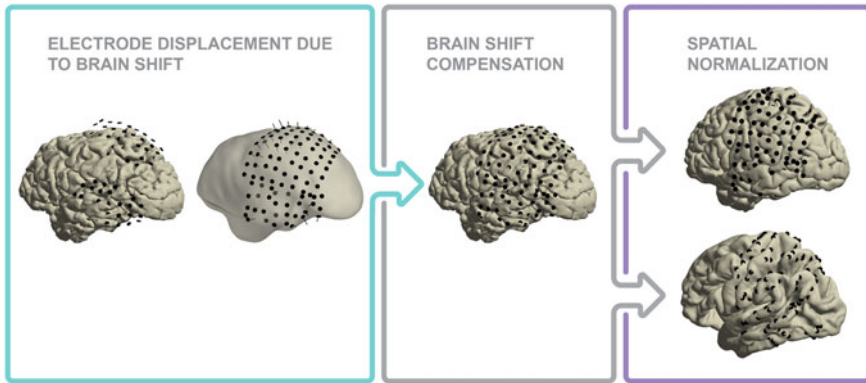 ELECTRODE DISPLACEMENT DUE
TO BRAIN SHIFT
BRAIN SHIFT
COMPENSATION
SPATIAL
NORMALIZATION